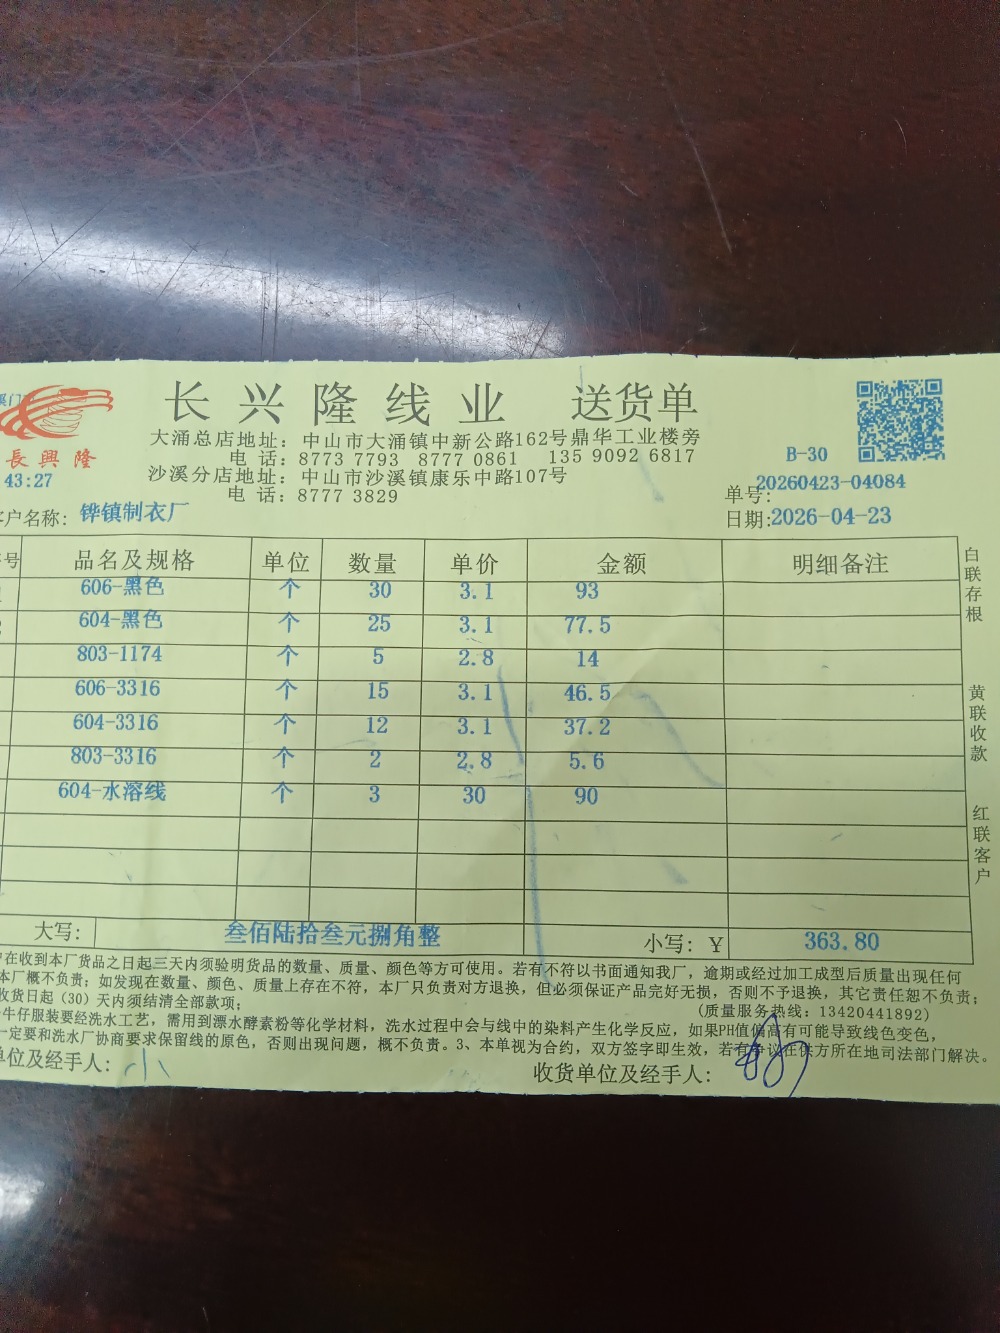 长兴隆线业 送货单
大涌总店地址：中山市大涌镇中新公路162号鼎华工业楼旁
电 话：8773 7793 8777 0861 135 9092 6817
沙溪分店地址：中山市沙溪镇康乐中路107号
电 话：8777 3829
溪门
長興隆
43:27
B-30
单号：20260423-04084
户名称：铧镇制衣厂
日期:2026-04-23
号 品名及规格 单位 数量 单价 金额 明细备注
606-黑色 个 30 3.1 93
604-黑色 个 25 3.1 77.5
803-1174 个 5 2.8 14
606-3316 个 15 3.1 46.5
604-3316 个 12 3.1 37.2
803-3316 个 2 2.8 5.6
604-水溶线 个 3 30 90
大写：叁佰陆拾叁元捌角整 小写：¥ 363.80
白联存根
黄联收款
红联客户
在收到本厂货品之日起三天内须验明货品的数量、质量、颜色等方可使用。若有不符以书面通知我厂，逾期或经过加工成型后质量出现任何
本厂概不负责；如发现在数量、颜色、质量上存在不符，本厂只负责对方退换，但必须保证产品完好无损，否则不予退换，其它责任恕不负责；
收货日起（30）天内须结清全部款项； （质量服务热线：13420441892）
牛仔服装要经洗水工艺，需用到漂水酵素粉等化学材料，洗水过程中会与线中的染料产生化学反应，如果PH值偏高有可能导致线色变色，
一定要和洗水厂协商要求保留线的原色，否则出现问题，概不负责。3、本单视为合约，双方签字即生效，若有争议在供方所在地司法部门解决。
单位及经手人：小 收货单位及经手人：